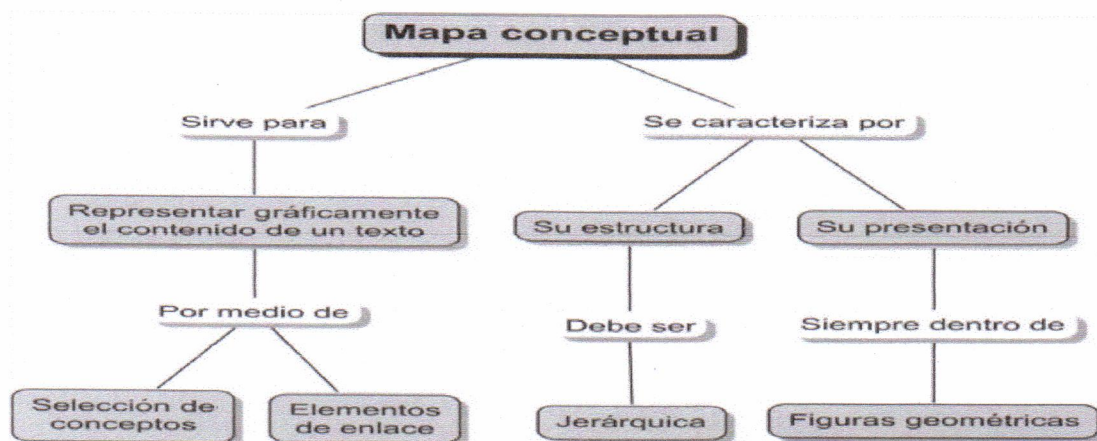 Mapa conceptual
Sirve para
Se caracteriza por
Representar gráficamente
el contenido de un texto
Su estructura
Su presentación
Por medio de
Debe ser
Siempre dentro de
Selección de
conceptos
Elementos
de enlace
Jerárquica
Figuras geométricas